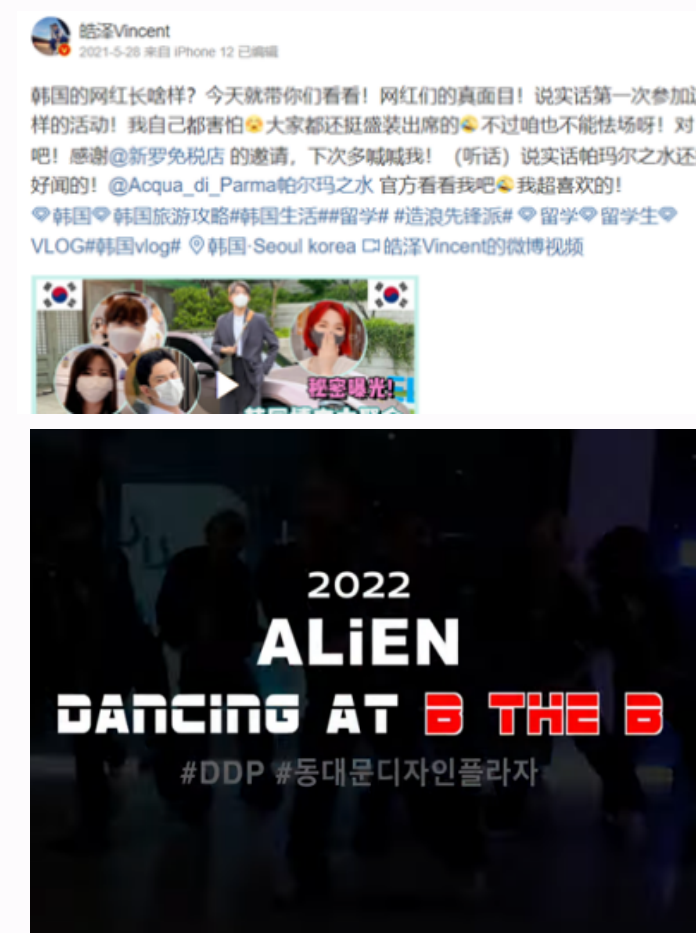 皓泽Vincent
2021-5-28 来自 iPhone 12 已编辑
韩国的网红长啥样？今天就带你们看看！网红们的真面目！说实话第一次参加这
样的活动！我自己都害怕😧大家都还挺盛装出席的🤣不过咱也不能怯场呀！对
吧！感谢@新罗免税店 的邀请，下次多喊喊我！（听话）说实话帕玛尔之水还
好闻的！@Acqua_di_Parma帕尔玛之水 官方看看我吧🤣我超喜欢的！
韩国 韩国旅游攻略#韩国生活##留学# #造浪先锋派# 留学 留学生
VLOG#韩国vlog# 韩国·Seoul korea 皓泽Vincent的微博视频
秘密曝光!
2022
ALiEN
DANCING AT B THE B
#DDP #동대문디자인플라자